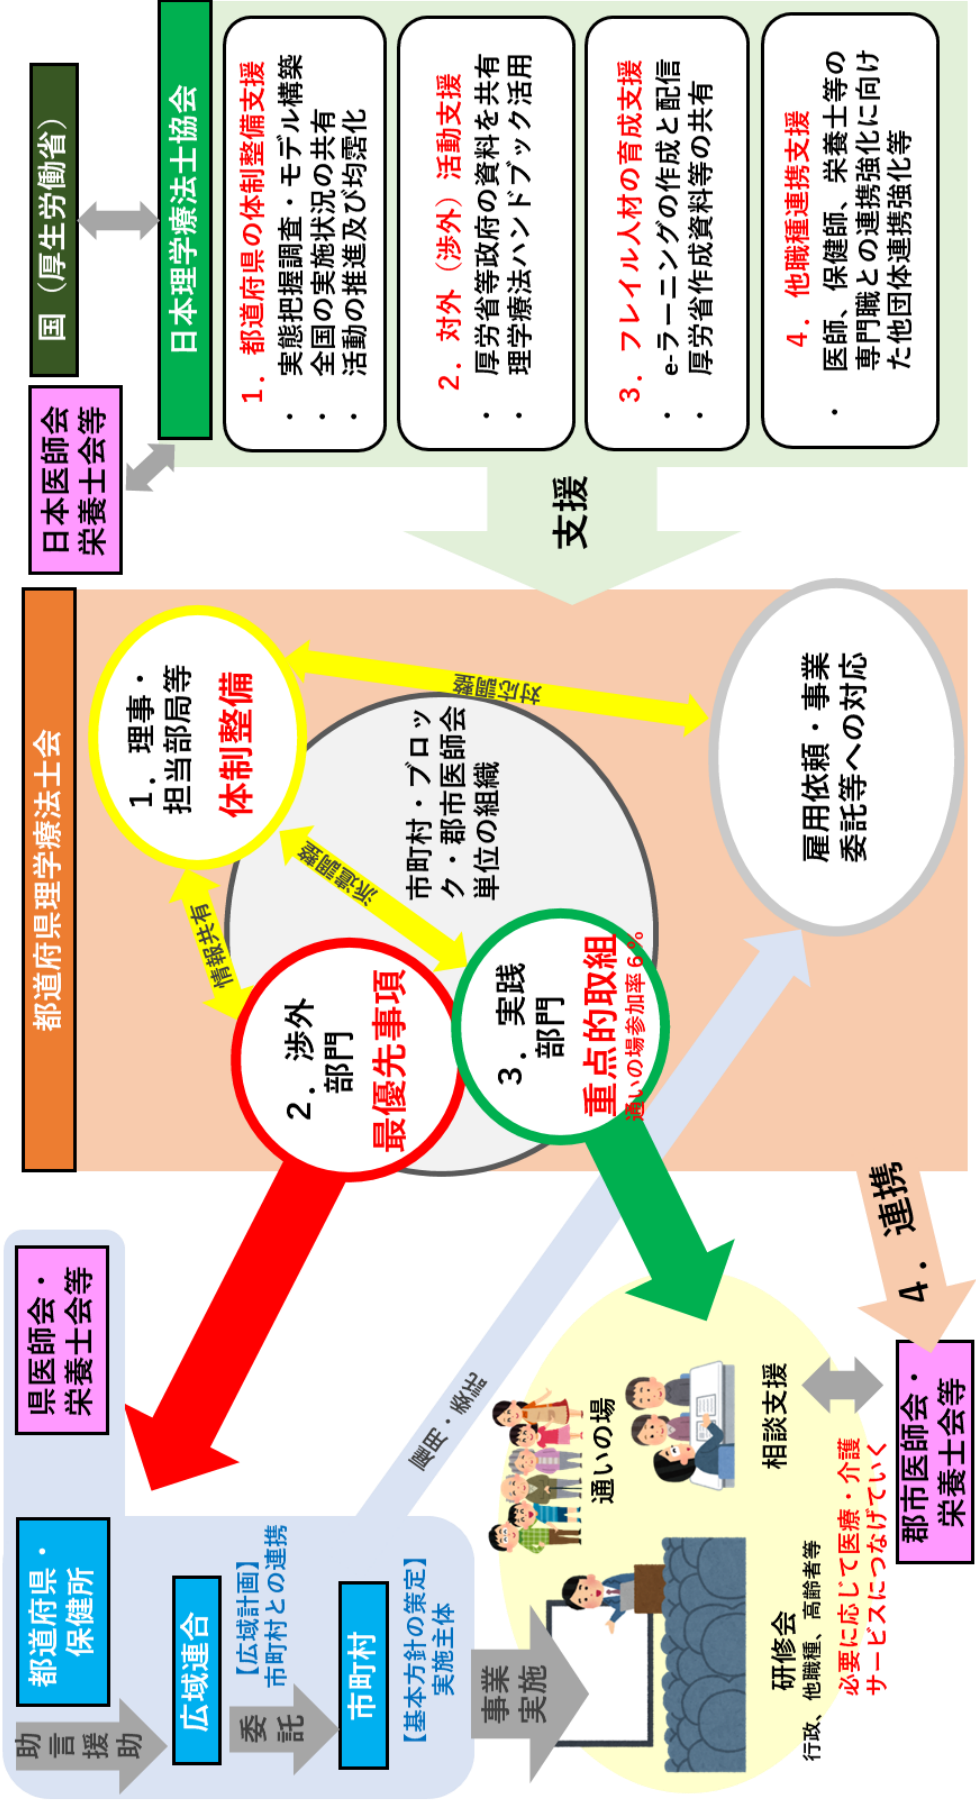 国（厚生労働省）
日本医師会
栄養士会等
日本理学療法士協会
1．都道府県の体制整備支援
・ 実態把握調査・モデル構築
・ 全国の実施状況の共有
・ 活動の推進及び均霑化
2．対外（渉外）活動支援
・ 厚労省等政府の資料を共有
・ 理学療法ハンドブック活用
3．フレイル人材の育成支援
・ e-ラーニングの作成と配信
・ 厚労省作成資料等の共有
4．他職種連携支援
・ 医師、保健師、栄養士等の
専門職との連携強化に向け
た他団体連携強化等
支援
都道府県理学療法士会
1．理事・
担当部局等
体制整備
情報共有
派遣調整
対応調整
市町村・ブロッ
ク・郡市医師会
単位の組織
2．渉外
部門
最優先事項
3．実践
部門
重点的取組
通いの場参加率6％
雇用依頼・事業
委託等への対応
4．連携
県医師会・
栄養士会等
都道府県・
保健所
助言援助
広域連合
【広域計画】
市町村との連携
委託
市町村
【基本方針の策定】
実施主体
雇用・委託
事業
実施
通いの場
相談支援
研修会
行政、他職種、高齢者等
必要に応じて医療・介護
サービスにつなげていく
郡市医師会・
栄養士会等